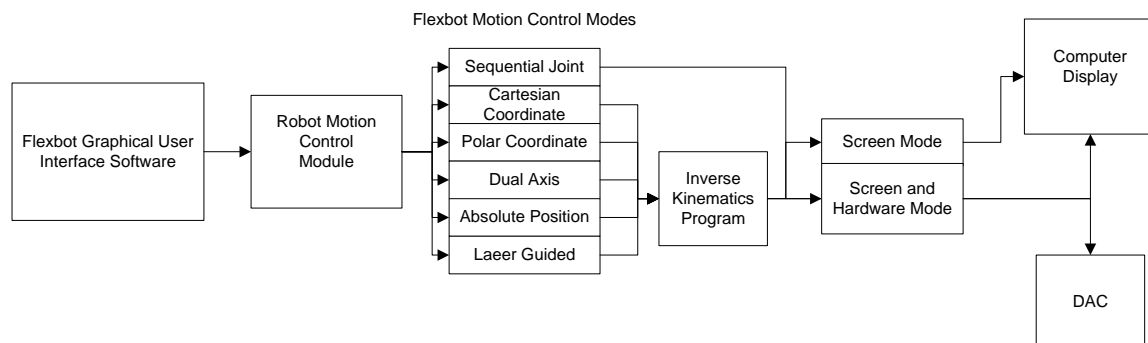 Flexbot Motion Control Modes
Flexbot Graphical User
Interface Software
Robot Motion
Control
Module
Sequential Joint
Cartesian
Coordinate
Polar Coordinate
Dual Axis
Absolute Position
Laeer Guided
Inverse
Kinematics
Program
Screen Mode
Screen and
Hardware Mode
Computer
Display
DAC